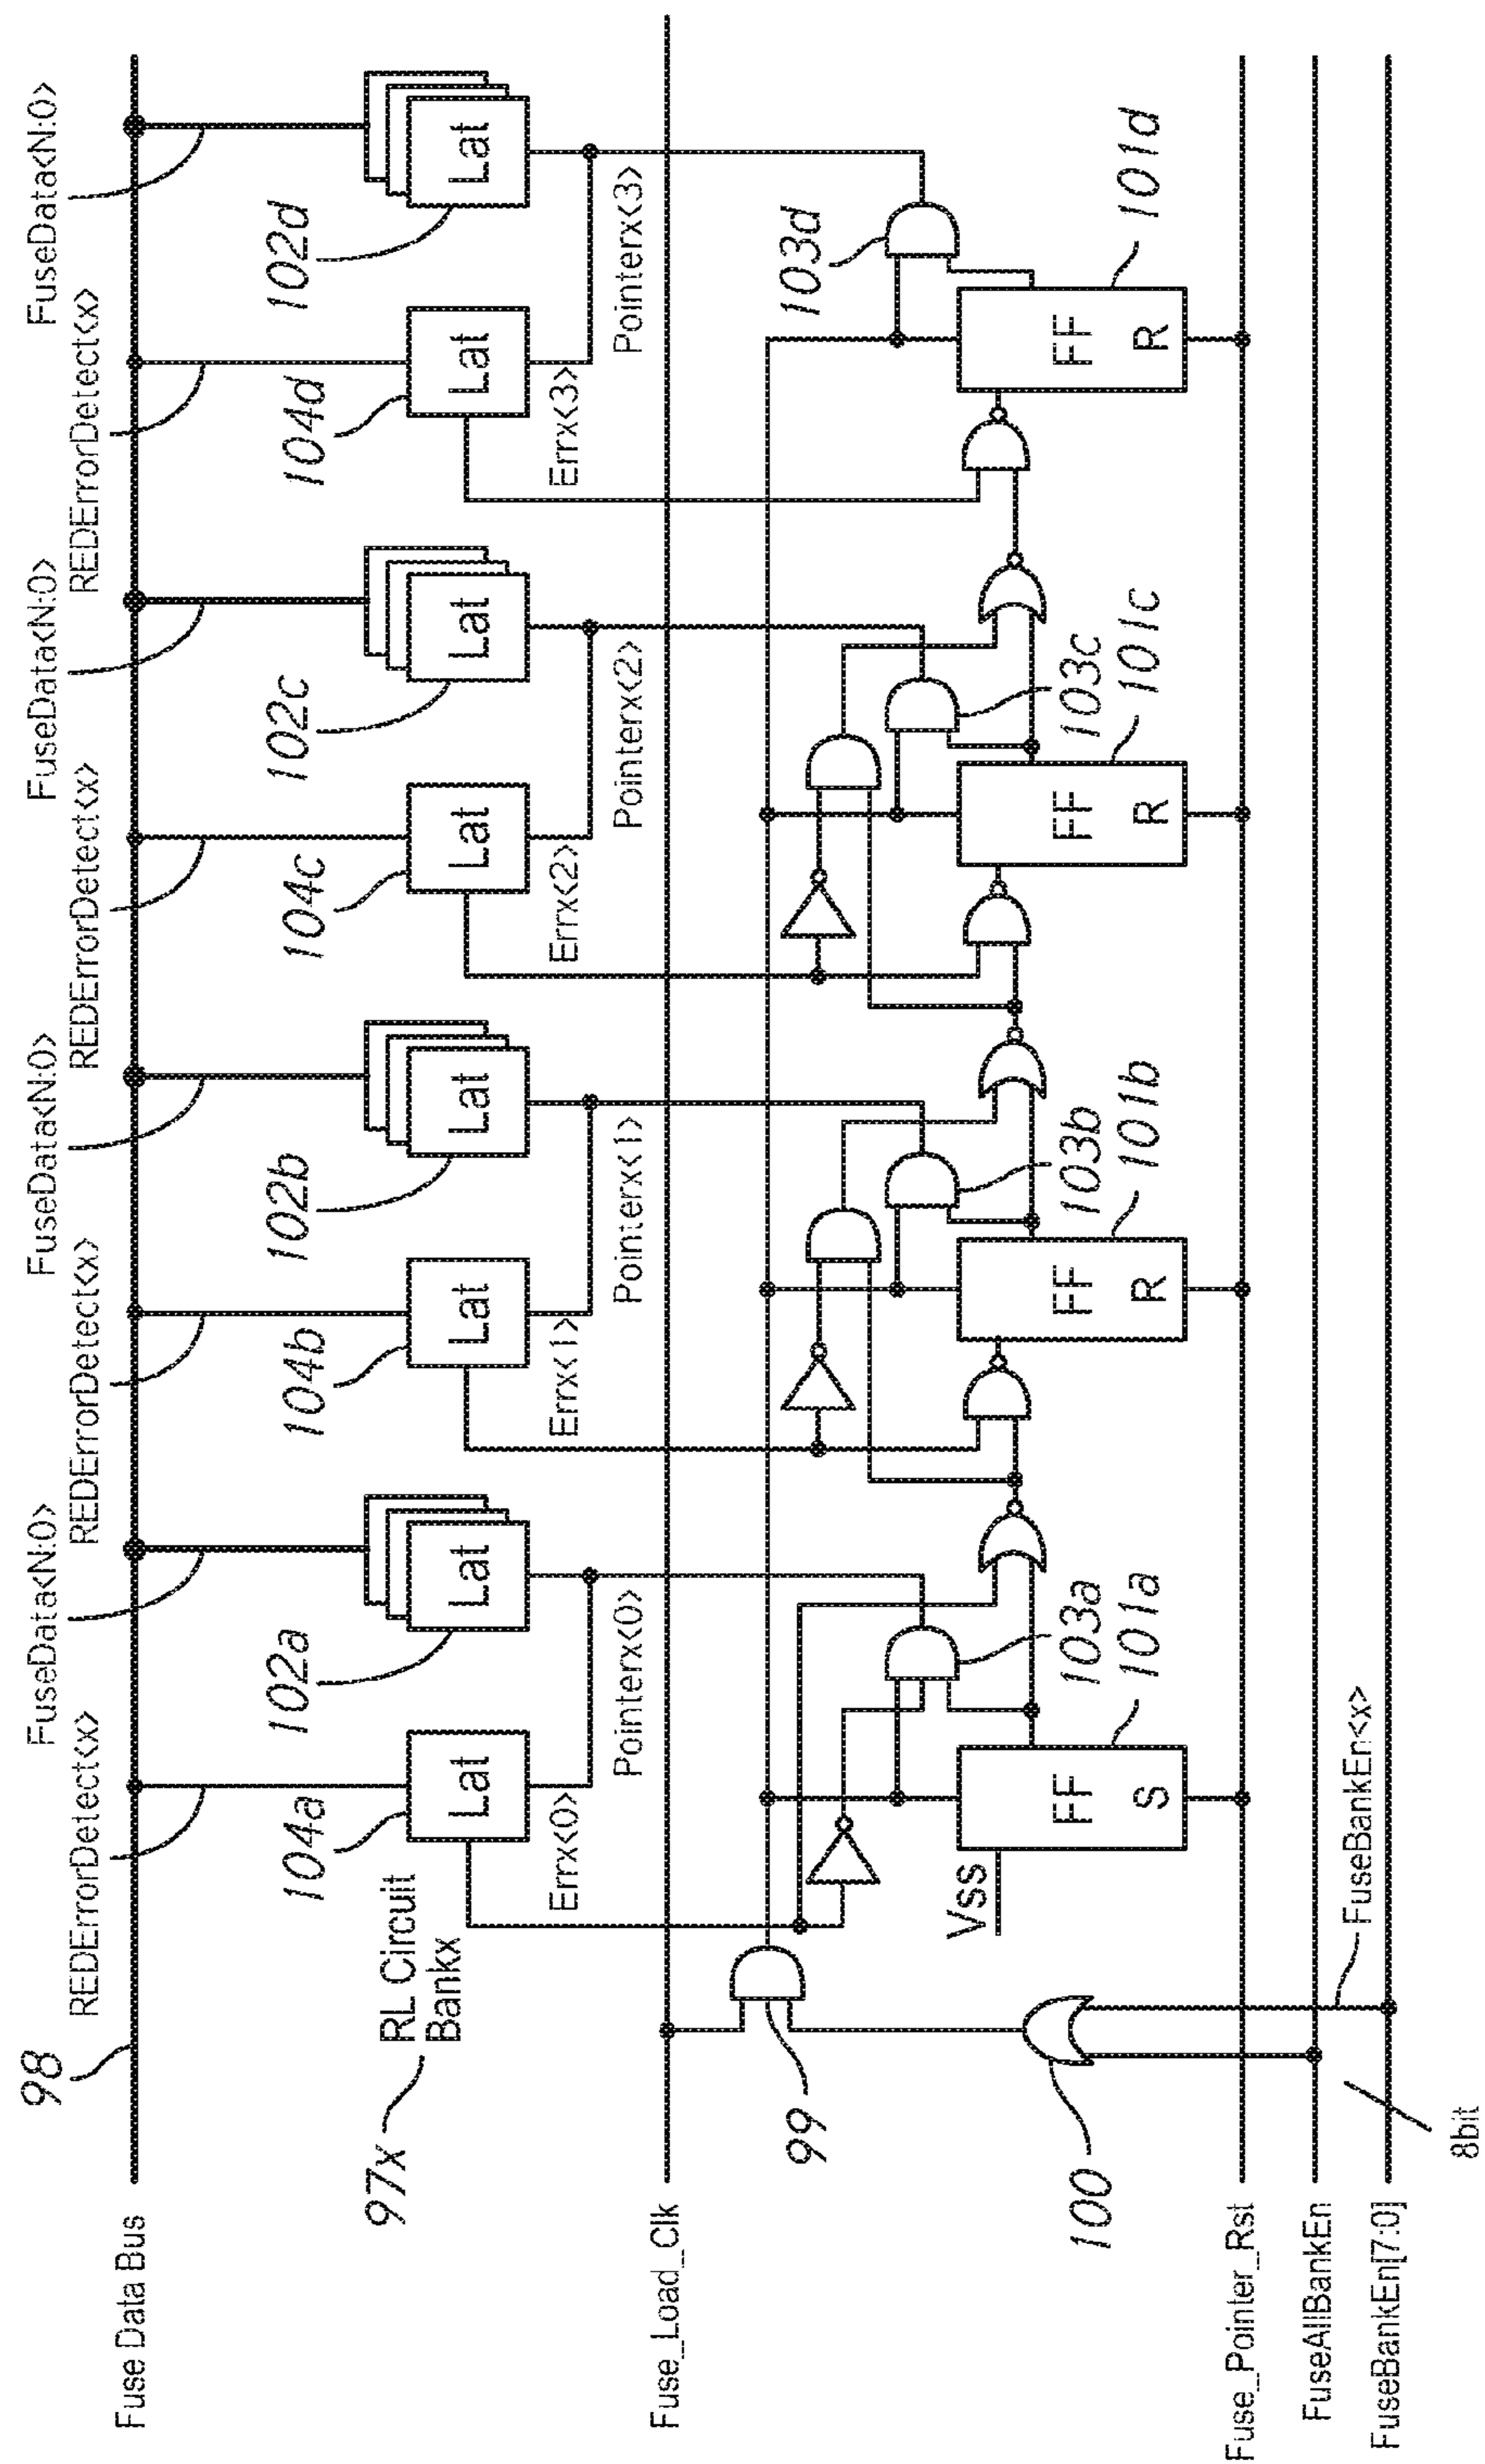 98
Fuse Data Bus
REDErrorDetect<x>
FuseData<N:0>
REDErrorDetect<x>
FuseData<N:0>
REDErrorDetect<x>
FuseData<N:0>
REDErrorDetect<x>
FuseData<N:0>
97x
RL Circuit
Bankx
104a
Lat
102a
Lat
104b
Lat
102b
Lat
104c
Lat
102c
Lat
104d
Lat
102d
Lat
Errx<0>
Pointerx<0>
Errx<1>
Pointerx<1>
Errx<2>
Pointerx<2>
Errx<3>
Pointerx<3>
Fuse_Load_Clk
99
103a
103b
103c
103d
Vss
FF
S
101a
FF
R
101b
FF
R
101c
FF
R
101d
100
Fuse_Pointer_Rst
FuseAllBankEn
FuseBankEn[7:0]
FuseBankEn<x>
8bit